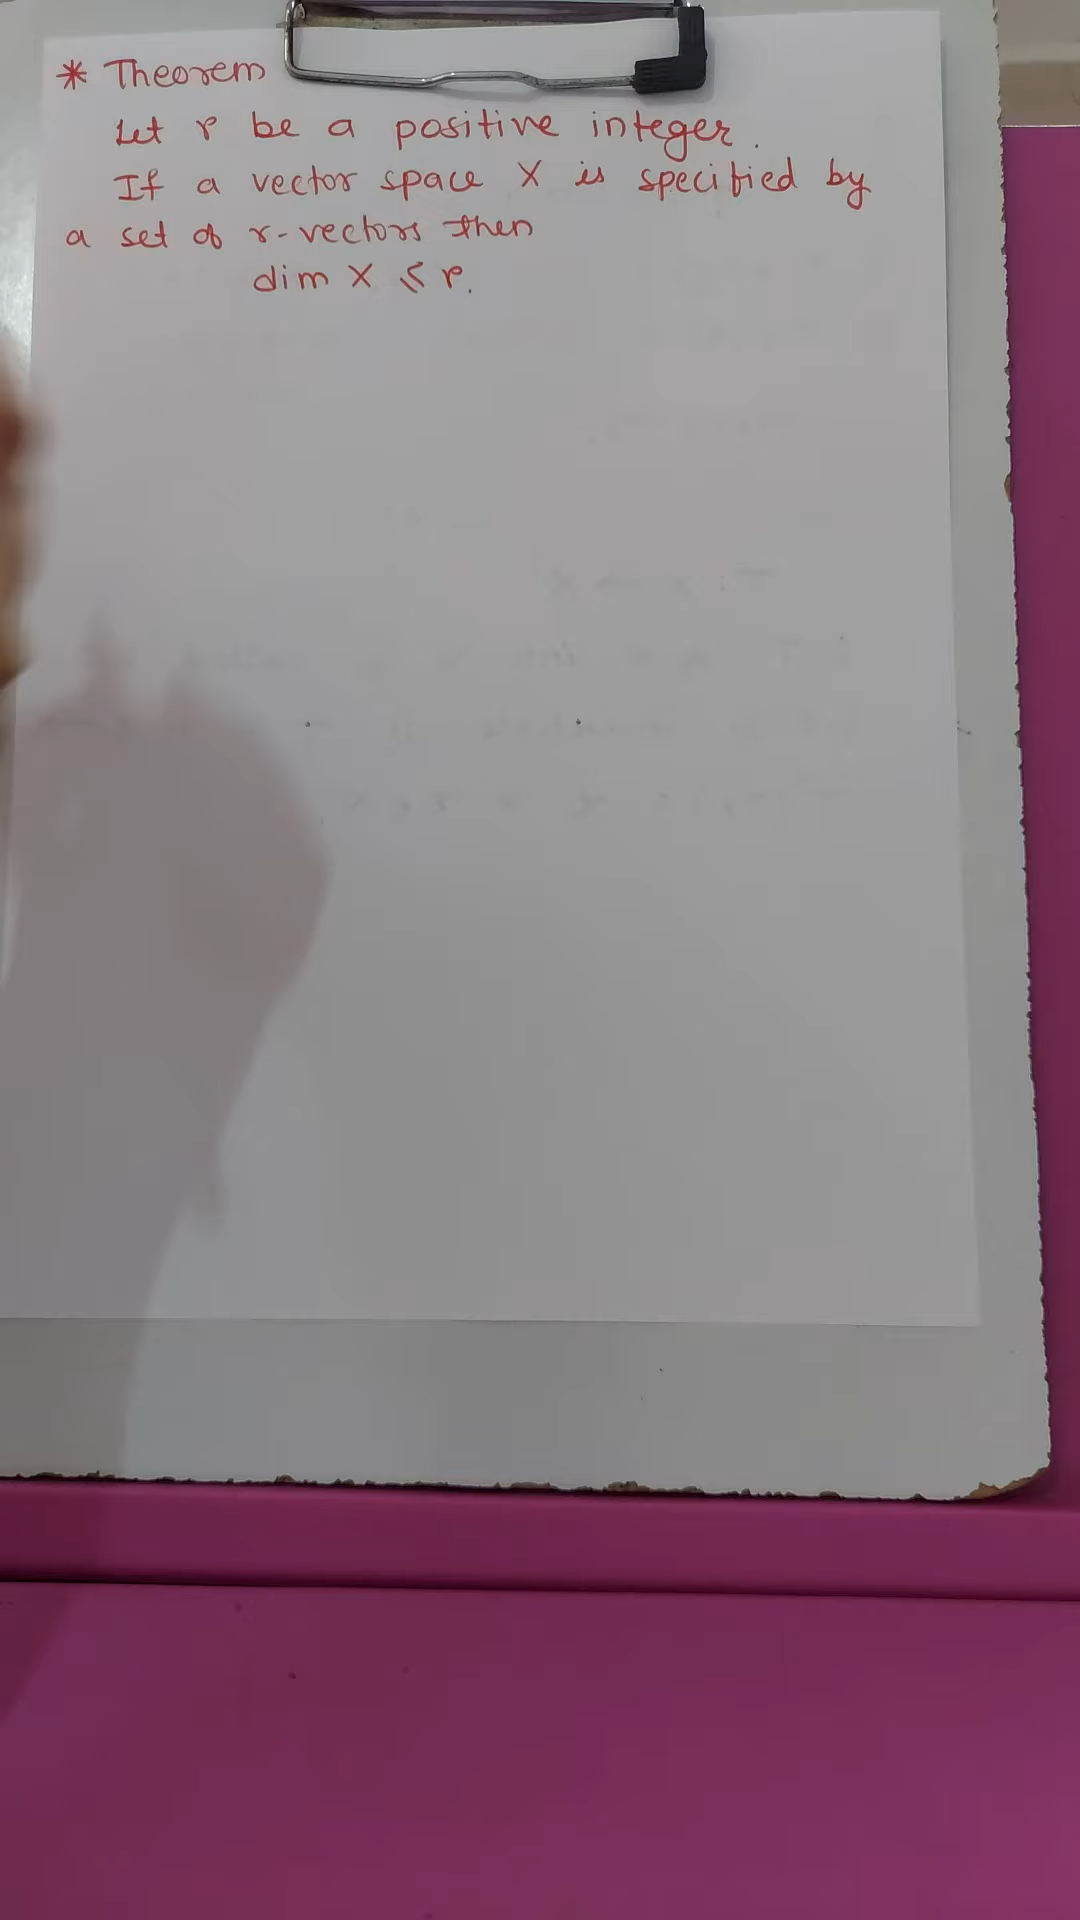 * Theorem
Let r be a positive integer.
If a vector space X is specified by
a set of r-vectors then
dim X ≤ r.